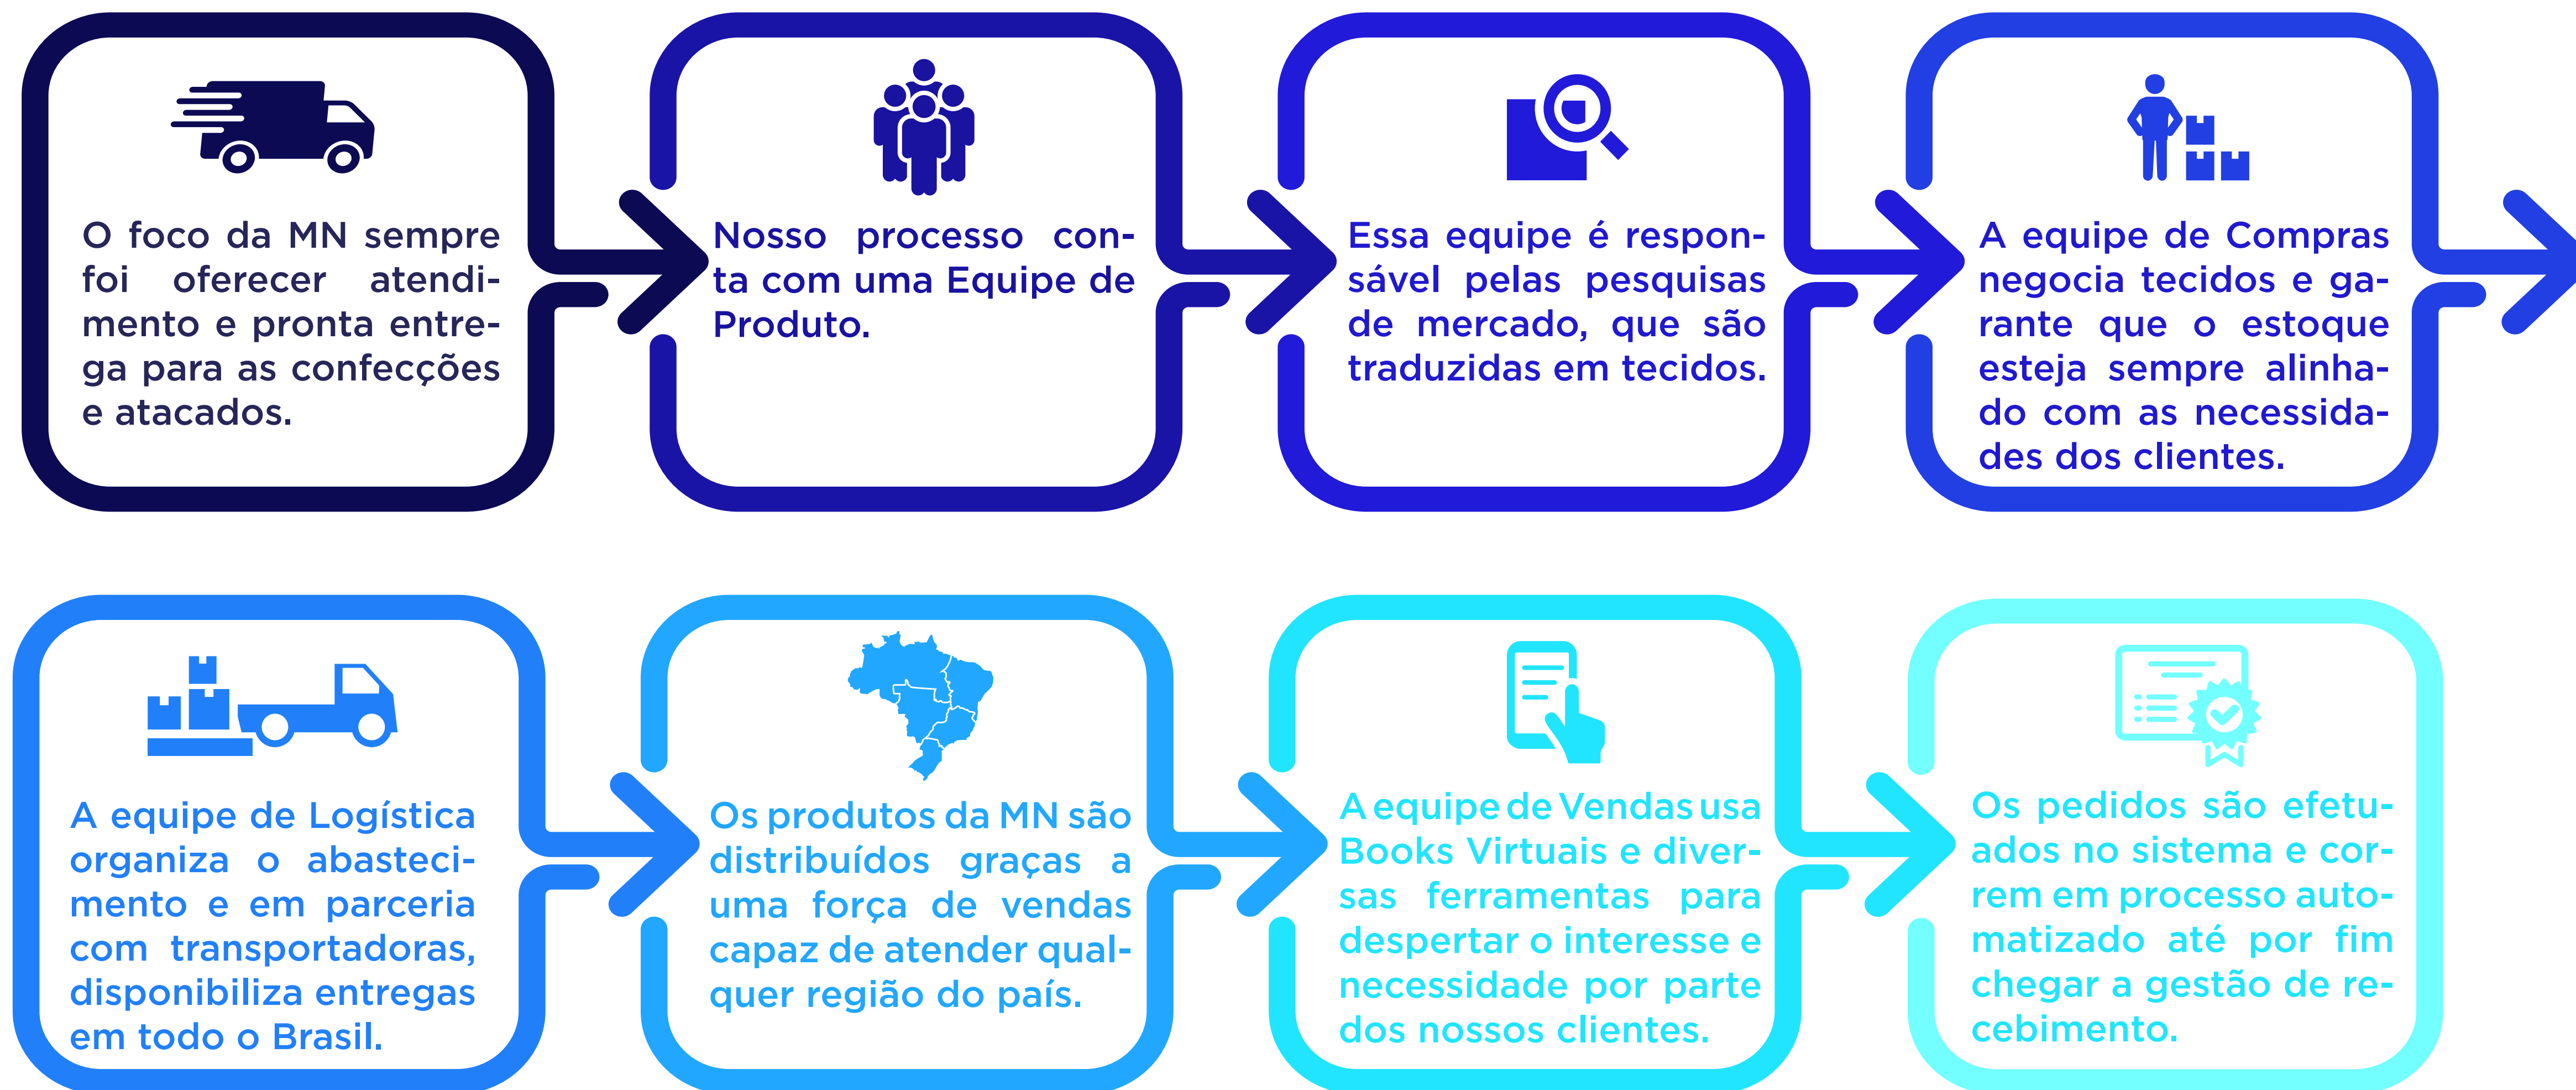 O foco da MN sempre
foi oferecer atendi-
mento e pronta entre-
ga para as confecções
e atacados.
Nosso processo con-
ta com uma Equipe de
Produto.
Essa equipe é respon-
sável pelas pesquisas
de mercado, que são
traduzidas em tecidos.
A equipe de Compras
negocia tecidos e ga-
rante que o estoque
esteja sempre alinha-
do com as necessida-
des dos clientes.
A equipe de Logística
organiza o abasteci-
mento e em parceria
com transportadoras,
disponibiliza entregas
em todo o Brasil.
Os produtos da MN são
distribuídos graças a
uma força de vendas
capaz de atender qual-
quer região do país.
A equipe de Vendas usa
Books Virtuais e diver-
sas ferramentas para
despertar o interesse e
necessidade por parte
dos nossos clientes.
Os pedidos são efetu-
ados no sistema e cor-
rem em processo auto-
matizado até por fim
chegar a gestão de re-
cebimento.